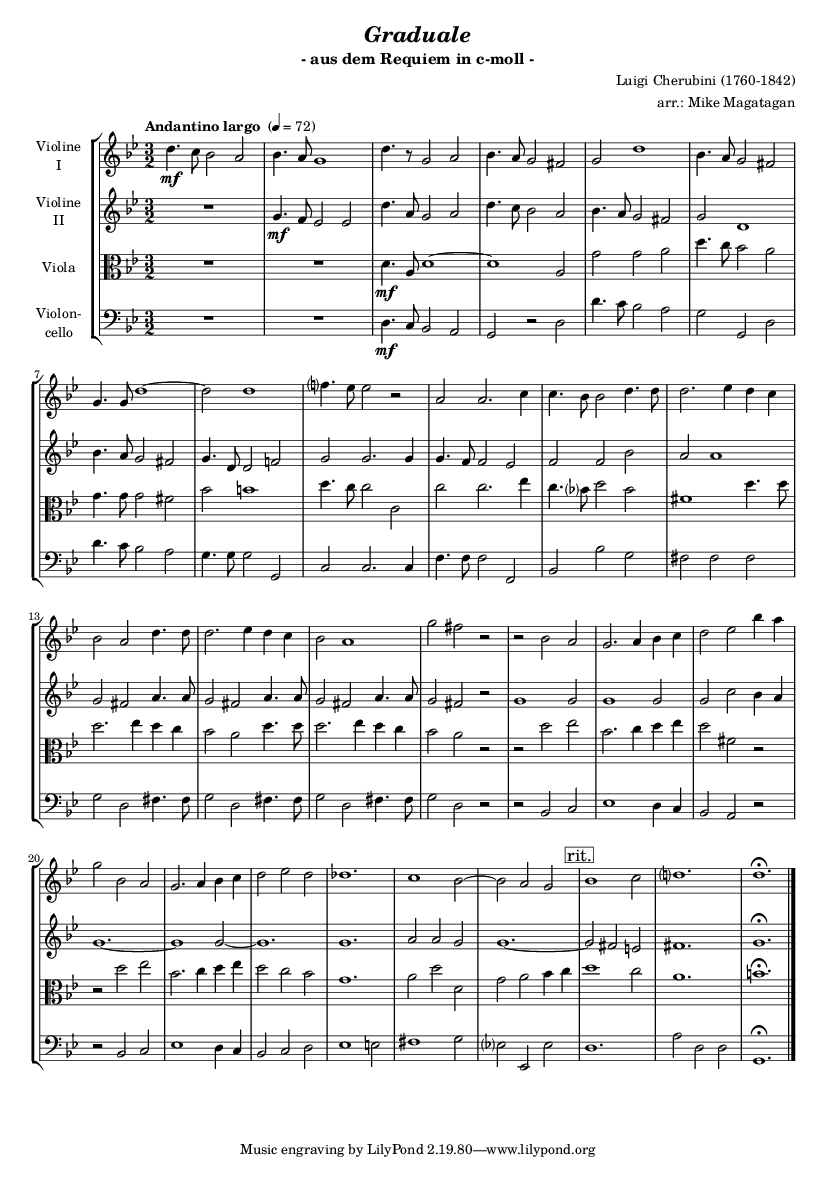 Graduale
- aus dem Requiem in c-moll -
Luigi Cherubini (1760-1842)
arr.: Mike Magatagan
Andantino largo (♩ = 72)
Violine
I
mf
Violine
II
mf
Viola
mf
Violon-
cello
mf
7
13
20
rit.
Music engraving by LilyPond 2.19.80—www.lilypond.org